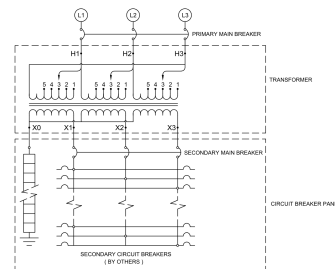 L1 L2 L3
PRIMARY MAIN BREAKER
H1 H2 H3
TRANSFORMER
5 4 3 2 1 5 4 3 2 1 5 4 3 2 1
X0 X1 X2 X3
SECONDARY MAIN BREAKER
CIRCUIT BREAKER PAN
SECONDARY CIRCUIT BREAKERS
( BY OTHERS )